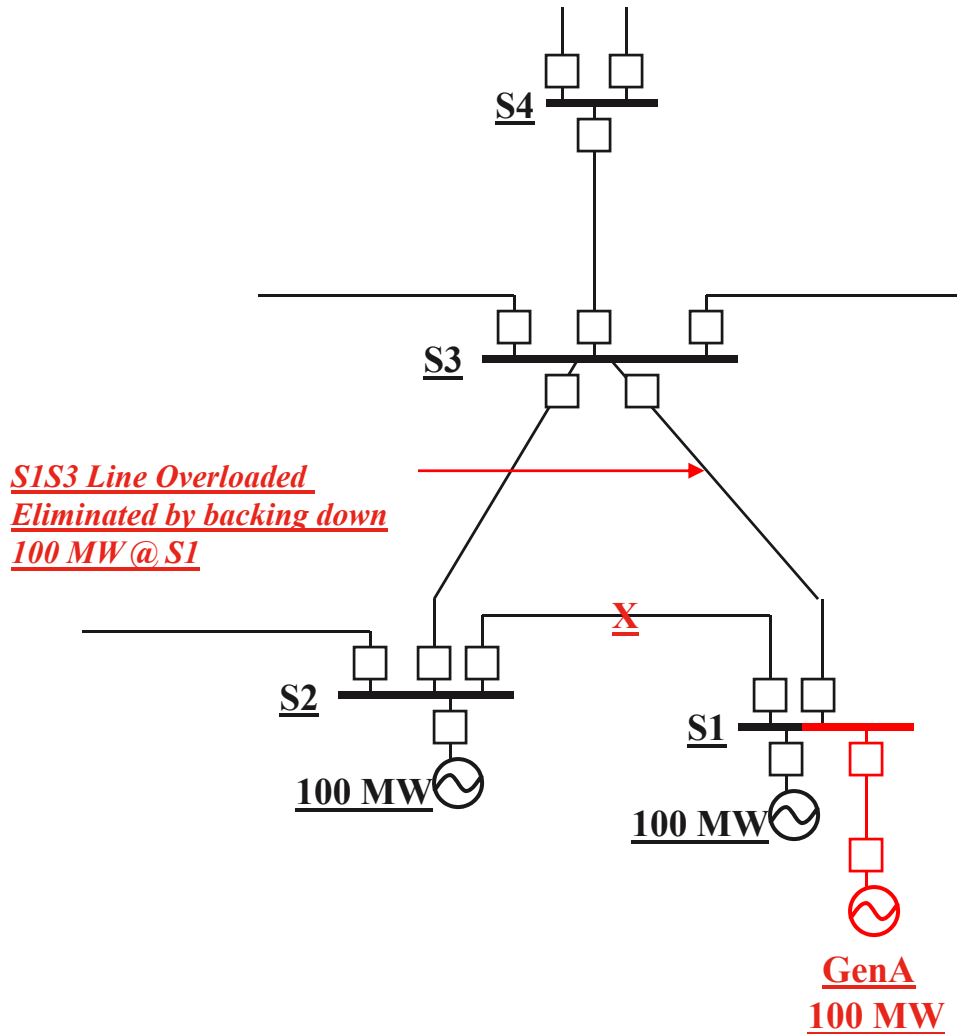 S4
S3
S1S3 Line Overloaded
Eliminated by backing down
100 MW @ S1
X
S2
S1
100 MW
100 MW
GenA
100 MW